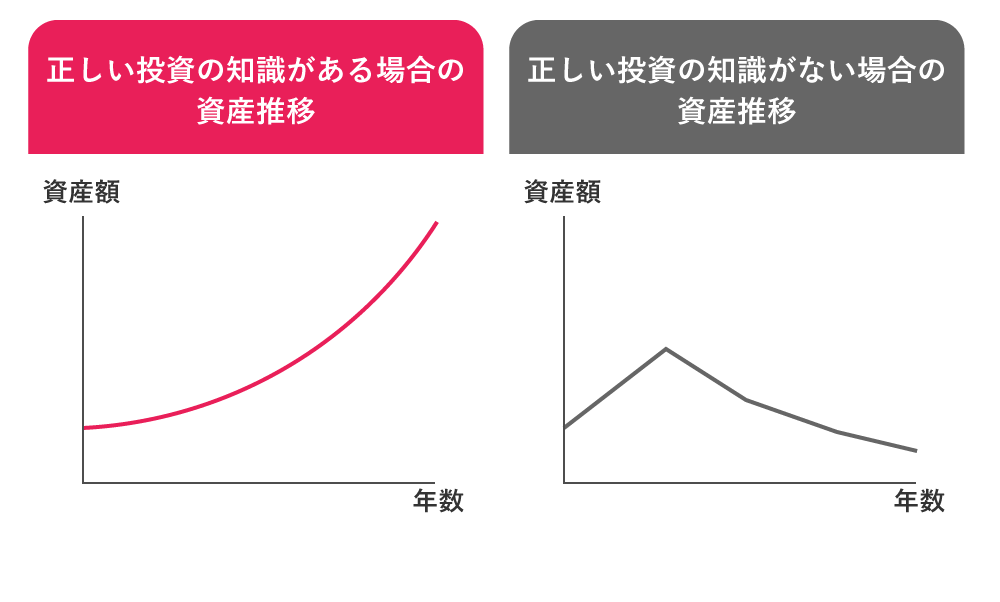 正しい投資の知識がある場合の
資産推移
資産額
年数
正しい投資の知識がない場合の
資産推移
資産額
年数